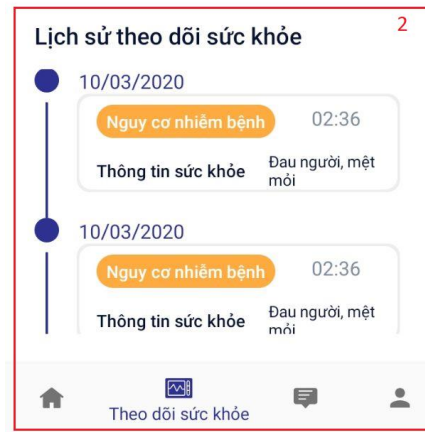 Lịch sử theo dõi sức khỏe
2
10/03/2020
Nguy cơ nhiễm bệnh
02:36
Thông tin sức khỏe
Đau người, mệt
mỏi
10/03/2020
Nguy cơ nhiễm bệnh
02:36
Thông tin sức khỏe
Đau người, mệt
mỏi
Theo dõi sức khỏe